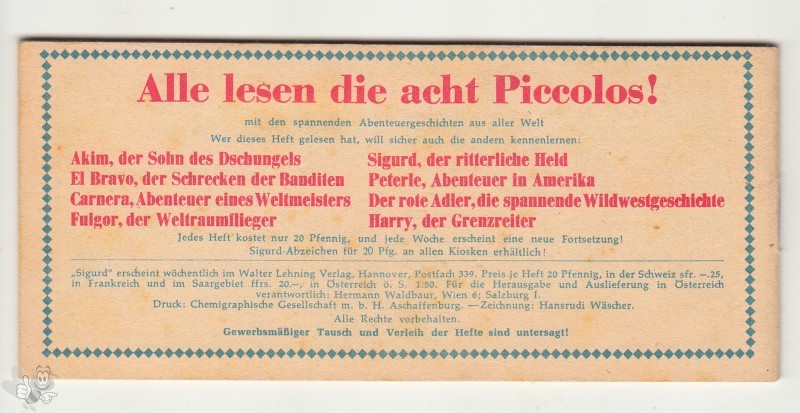 Alle lesen die acht Piccolos!
mit den spannenden Abenteuergeschichten aus aller Welt
Wer dieses Heft gelesen hat, will sicher auch die andern kennenlernen:
Akim, der Sohn des Dschungels
El Bravo, der Schrecken der Banditen
Carnera, Abenteuer eines Weltmeisters
Fulgor, der Weltraumflieger
Sigurd, der ritterliche Held
Peterle, Abenteuer in Amerika
Der rote Adler, die spannende Wildwestgeschichte
Harry, der Grenzreiter
Jedes Heft kostet nur 20 Pfennig, und jede Woche erscheint eine neue Fortsetzung!
Sigurd-Abzeichen für 20 Pfg. an allen Kiosken erhältlich!
„Sigurd" erscheint wöchentlich im Walter Lehning Verlag, Hannover, Postfach 339. Preis je Heft 20 Pfennig, in der Schweiz sfr. —.25,
in Frankreich und im Saargebiet ffrs. 20.—, in Österreich ö. S. 1.50. Für die Herausgabe und Auslieferung in Österreich
verantwortlich: Hermann Waldbaur, Wien 6; Salzburg I.
Druck: Chemigraphische Gesellschaft m. b. H. Aschaffenburg. —Zeichnung: Hansrudi Wäscher.
Alle Rechte vorbehalten.
Gewerbsmäßiger Tausch und Verleih der Hefte sind untersagt!